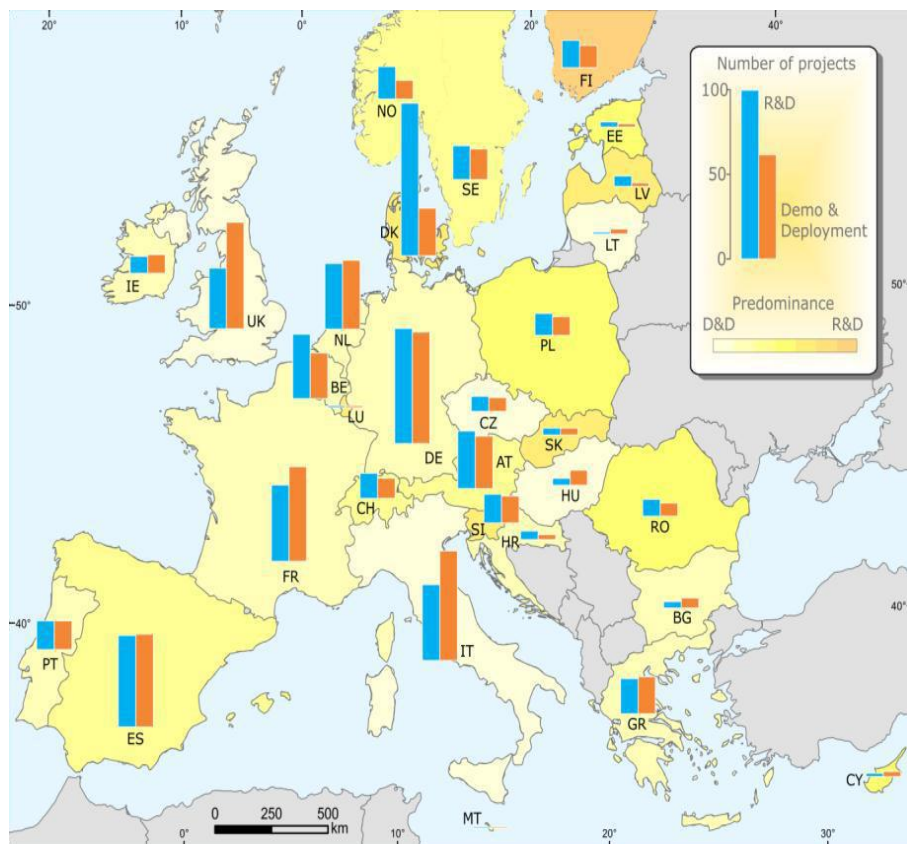 20° 10° 0° 40°
Number of projects
100
R&D
50
Demo &
Deployment
0
Predominance
D&D R&D
FI
NO
EE
SE
LV
DK
LT
IE
UK
NL
50° 50°
PL
BE
LU
CZ
DE
AT
SK
CH
HU
SI
RO
HR
FR
BG
40° 40°
PT
IT
ES
GR
CY
MT
0 250 500
km
0° 10° 20° 30°